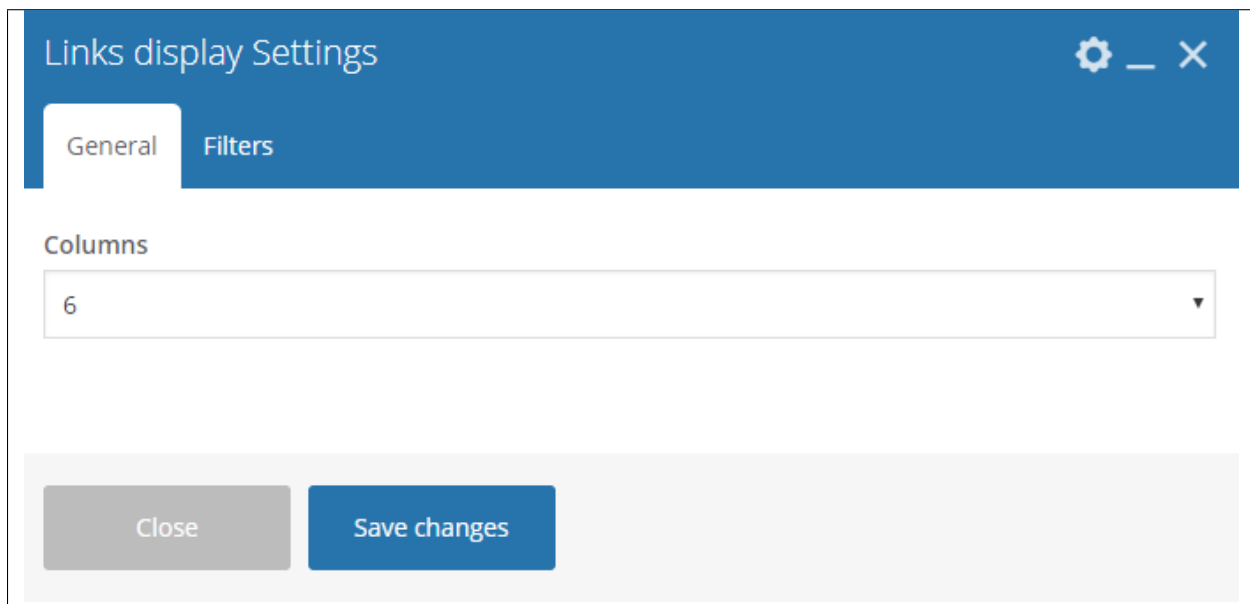 Links display Settings
General Filters
Columns
6
Close Save changes